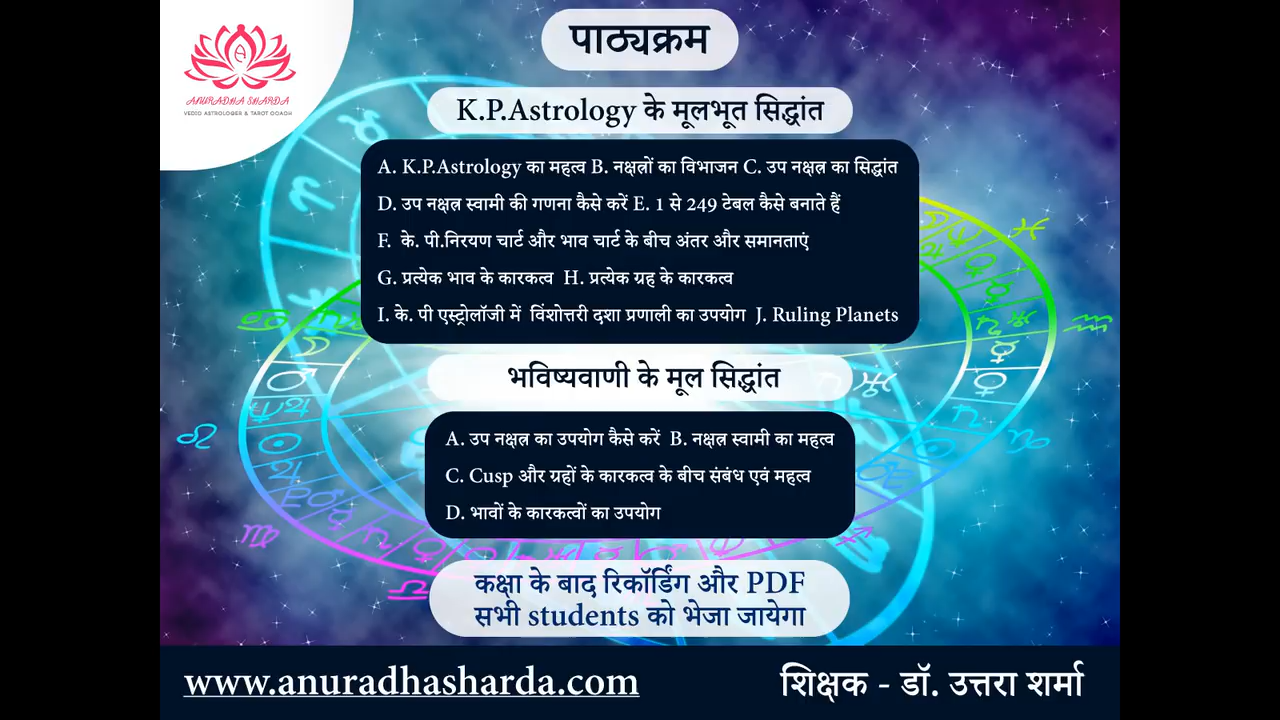 ANURADHA SHARDA
VEDIC ASTROLOGER & TAROT COACH
पाठ्यक्रम
K.P.Astrology के मूलभूत सिद्धांत
A. K.P.Astrology का महत्व B. नक्षत्रों का विभाजन C. उप नक्षत्र का सिद्धांत
D. उप नक्षत्र स्वामी की गणना कैसे करें E. 1 से 249 टेबल कैसे बनाते हैं
F. के. पी.निरयण चार्ट और भाव चार्ट के बीच अंतर और समानताएं
G. प्रत्येक भाव के कारकत्व H. प्रत्येक ग्रह के कारकत्व
I. के. पी एस्ट्रोलॉजी में विंशोत्तरी दशा प्रणाली का उपयोग J. Ruling Planets
भविष्यवाणी के मूल सिद्धांत
A. उप नक्षत्र का उपयोग कैसे करें B. नक्षत्र स्वामी का महत्व
C. Cusp और ग्रहों के कारकत्व के बीच संबंध एवं महत्व
D. भावों के कारकत्वों का उपयोग
कक्षा के बाद रिकॉर्डिंग और PDF
सभी students को भेजा जायेगा
www.anuradhasharda.com
शिक्षक - डॉ. उत्तरा शर्मा